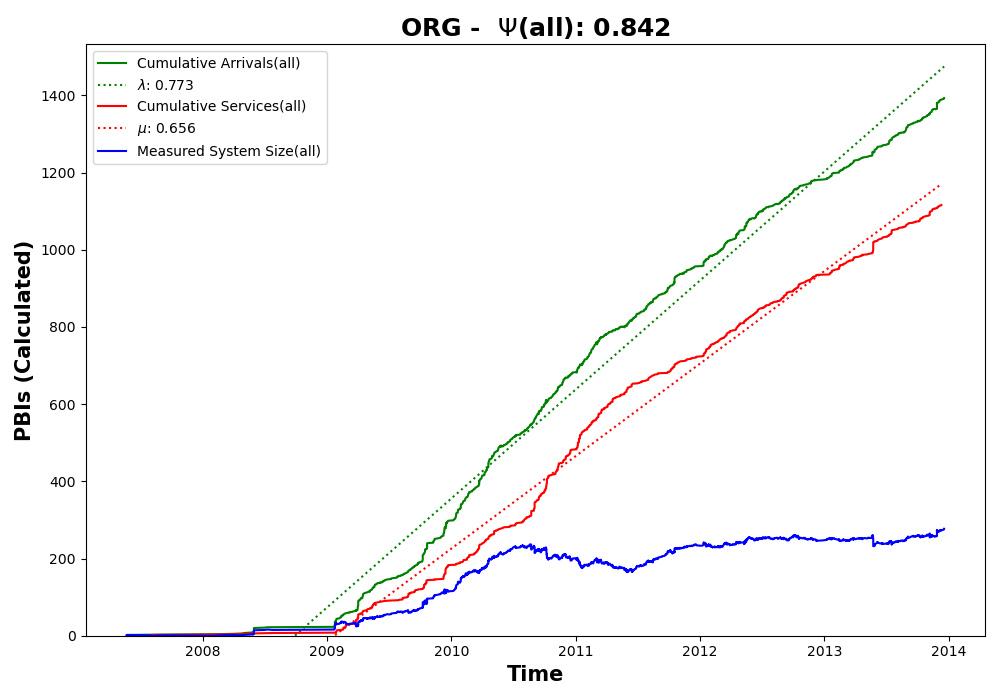 ORG - Ψ(all): 0.842
Cumulative Arrivals(all)
λ: 0.773
Cumulative Services(all)
μ: 0.656
Measured System Size(all)
PBIs (Calculated)
1400
1200
1000
800
600
400
200
0
2008 2009 2010 2011 2012 2013 2014
Time